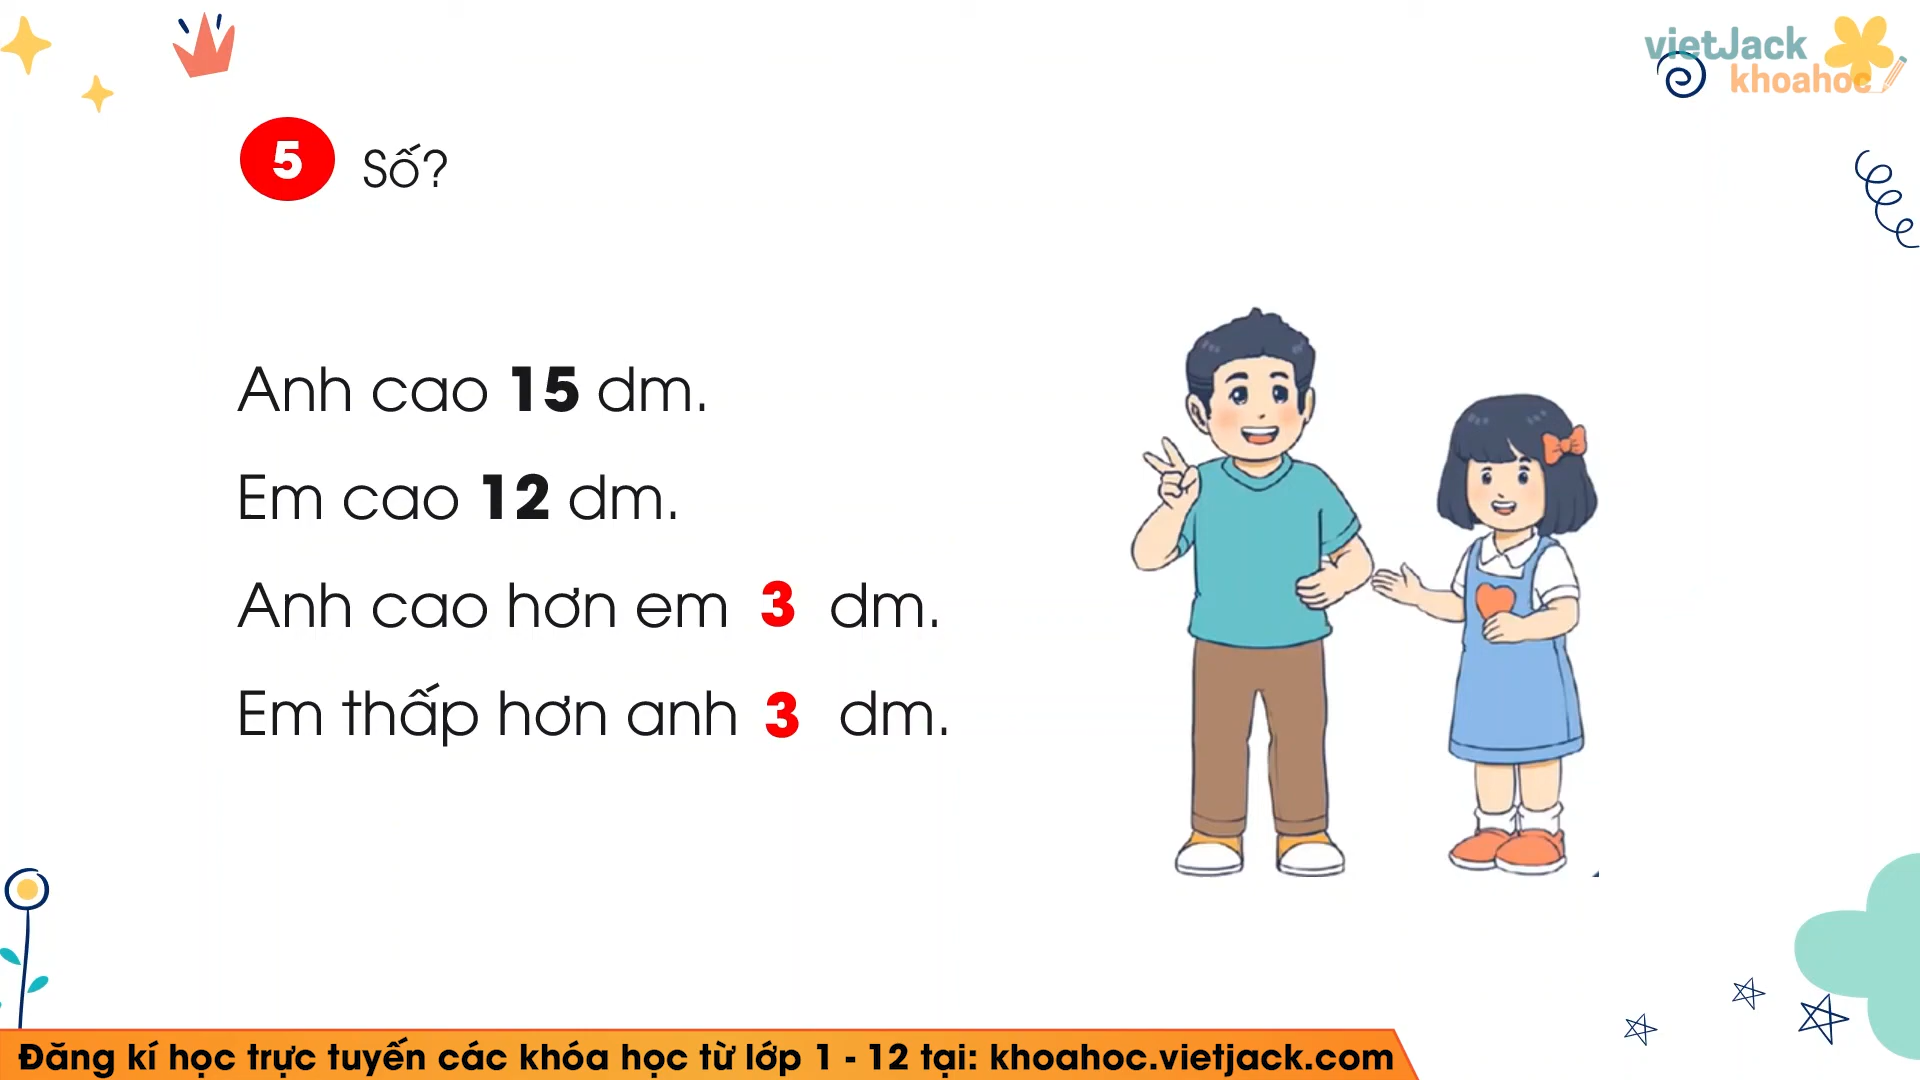 vietJack
khoahoc
5 Số?
Anh cao 15 dm.
Em cao 12 dm.
Anh cao hơn em 3 dm.
Em thấp hơn anh 3 dm.
Đăng kí học trực tuyến các khóa học từ lớp 1 - 12 tại: khoahoc.vietjack.com